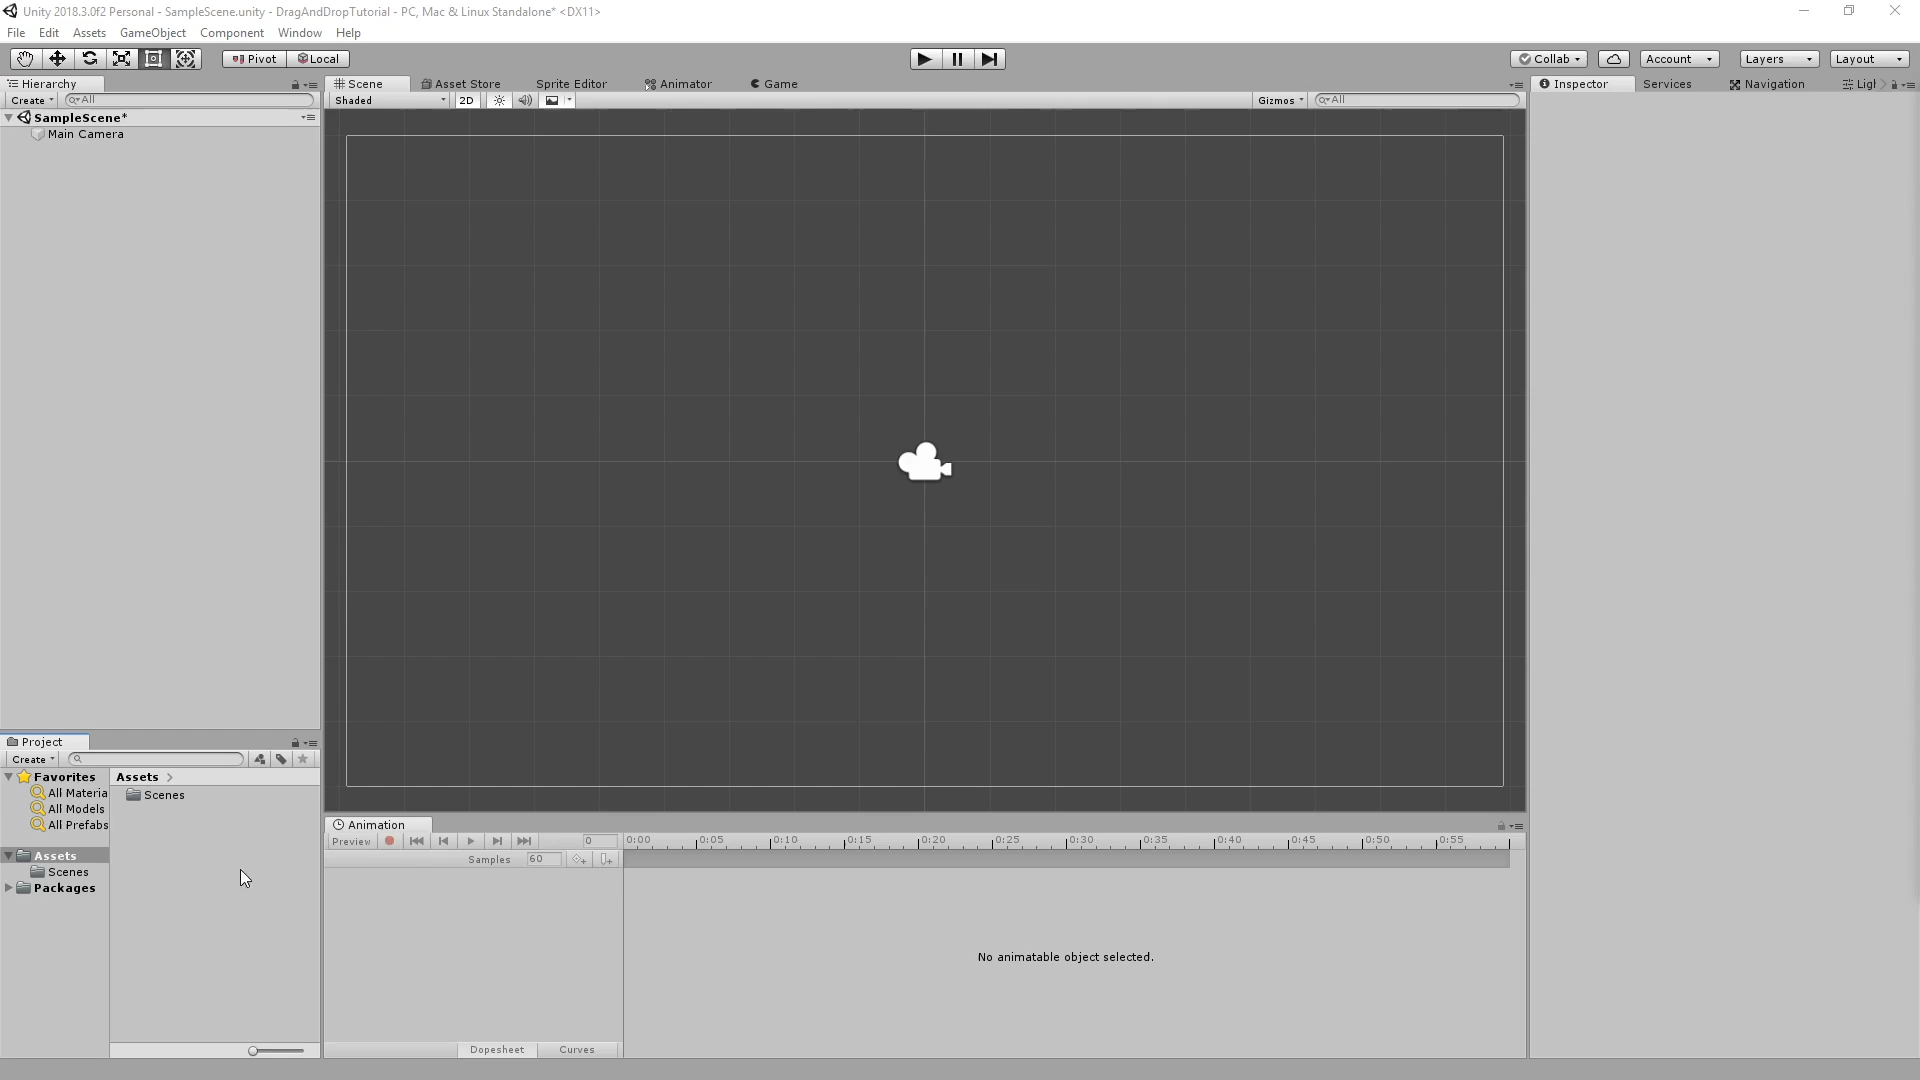 Unity 2018.3.0f2 Personal - SampleScene.unity - DragAndDropTutorial - PC, Mac & Linux Standalone* <DX11>
File Edit Assets GameObject Component Window Help
Pivot Local Collab Account Layers Layout
Hierarchy
Create All
SampleScene*
Main Camera
Scene Asset Store Sprite Editor Animator Game
Shaded 2D Gizmos All
Inspector Services Navigation Ligl
Project
Create
Favorites
All Materia
All Models
All Prefabs
Assets
Scenes
Packages
Assets
Scenes
Animation
Preview 0 0:00 0:05 0:10 0:15 0:20 0:25 0:30 0:35 0:40 0:45 0:50 0:55
Samples 60
No animatable object selected.
Dopesheet Curves